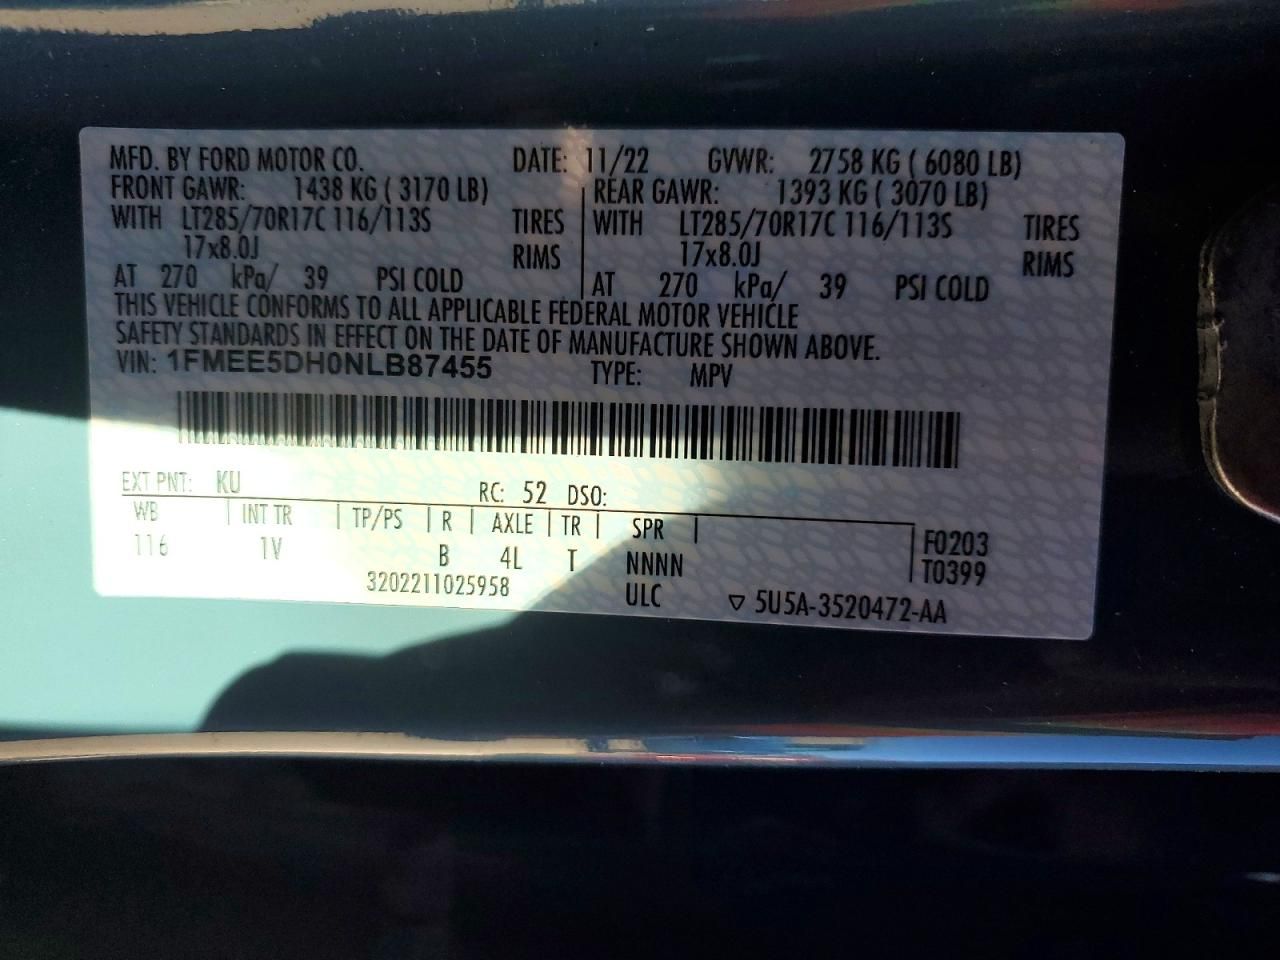 MFD. BY FORD MOTOR CO. DATE: 11/22 GVWR: 2758 KG ( 6080 LB)
FRONT GAWR: 1438 KG ( 3170 LB) REAR GAWR: 1393 KG ( 3070 LB)
WITH LT285/70R17C 116/113S TIRES WITH LT285/70R17C 116/113S TIRES
17x8.0J RIMS 17x8.0J RIMS
AT 270 kPa/ 39 PSI COLD AT 270 kPa/ 39 PSI COLD
THIS VEHICLE CONFORMS TO ALL APPLICABLE FEDERAL MOTOR VEHICLE
SAFETY STANDARDS IN EFFECT ON THE DATE OF MANUFACTURE SHOWN ABOVE.
VIN: 1FMEE5DH0NLB87455 TYPE: MPV
EXT PNT: KU RC: 52 DSO:
WB INT TR TP/PS R AXLE TR SPR F0203
116 1V B 4L T NNNN T0399
3202211025958 ULC ▽ 5U5A-3520472-AA